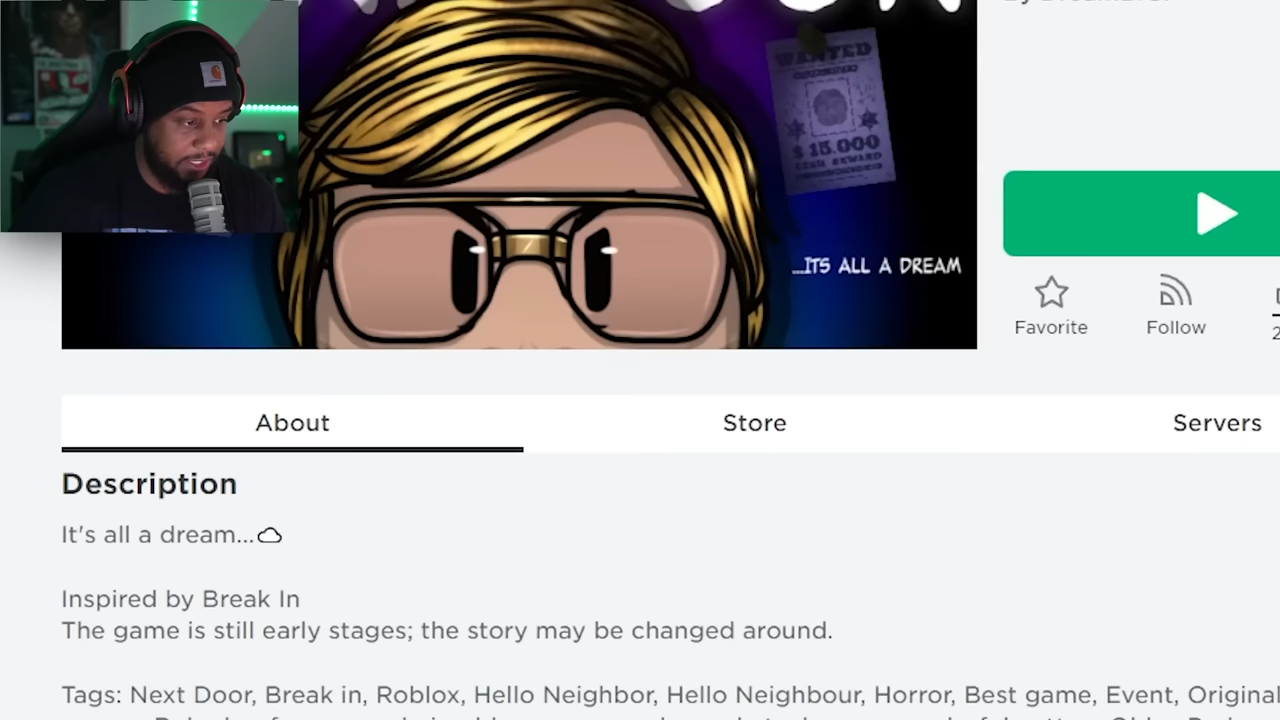 WANTED
$ 15.000
...ITS ALL A DREAM
Favorite
Follow
About
Store
Servers
Description
It's all a dream...
Inspired by Break In
The game is still early stages; the story may be changed around.
Tags: Next Door, Break in, Roblox, Hello Neighbor, Hello Neighbour, Horror, Best game, Event, Original